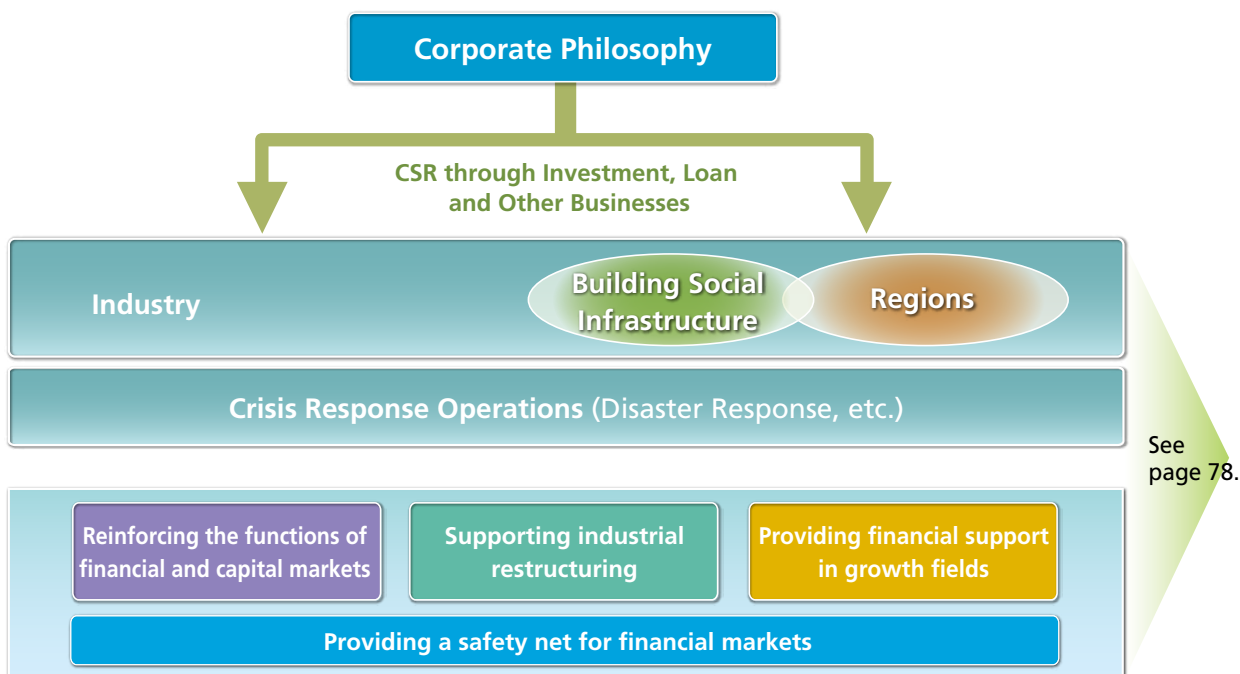 Corporate Philosophy
CSR through Investment, Loan
and Other Businesses
Industry
Building Social
Infrastructure
Regions
Crisis Response Operations (Disaster Response, etc.)
See
page 78.
Reinforcing the functions of
financial and capital markets
Supporting industrial
restructuring
Providing financial support
in growth fields
Providing a safety net for financial markets